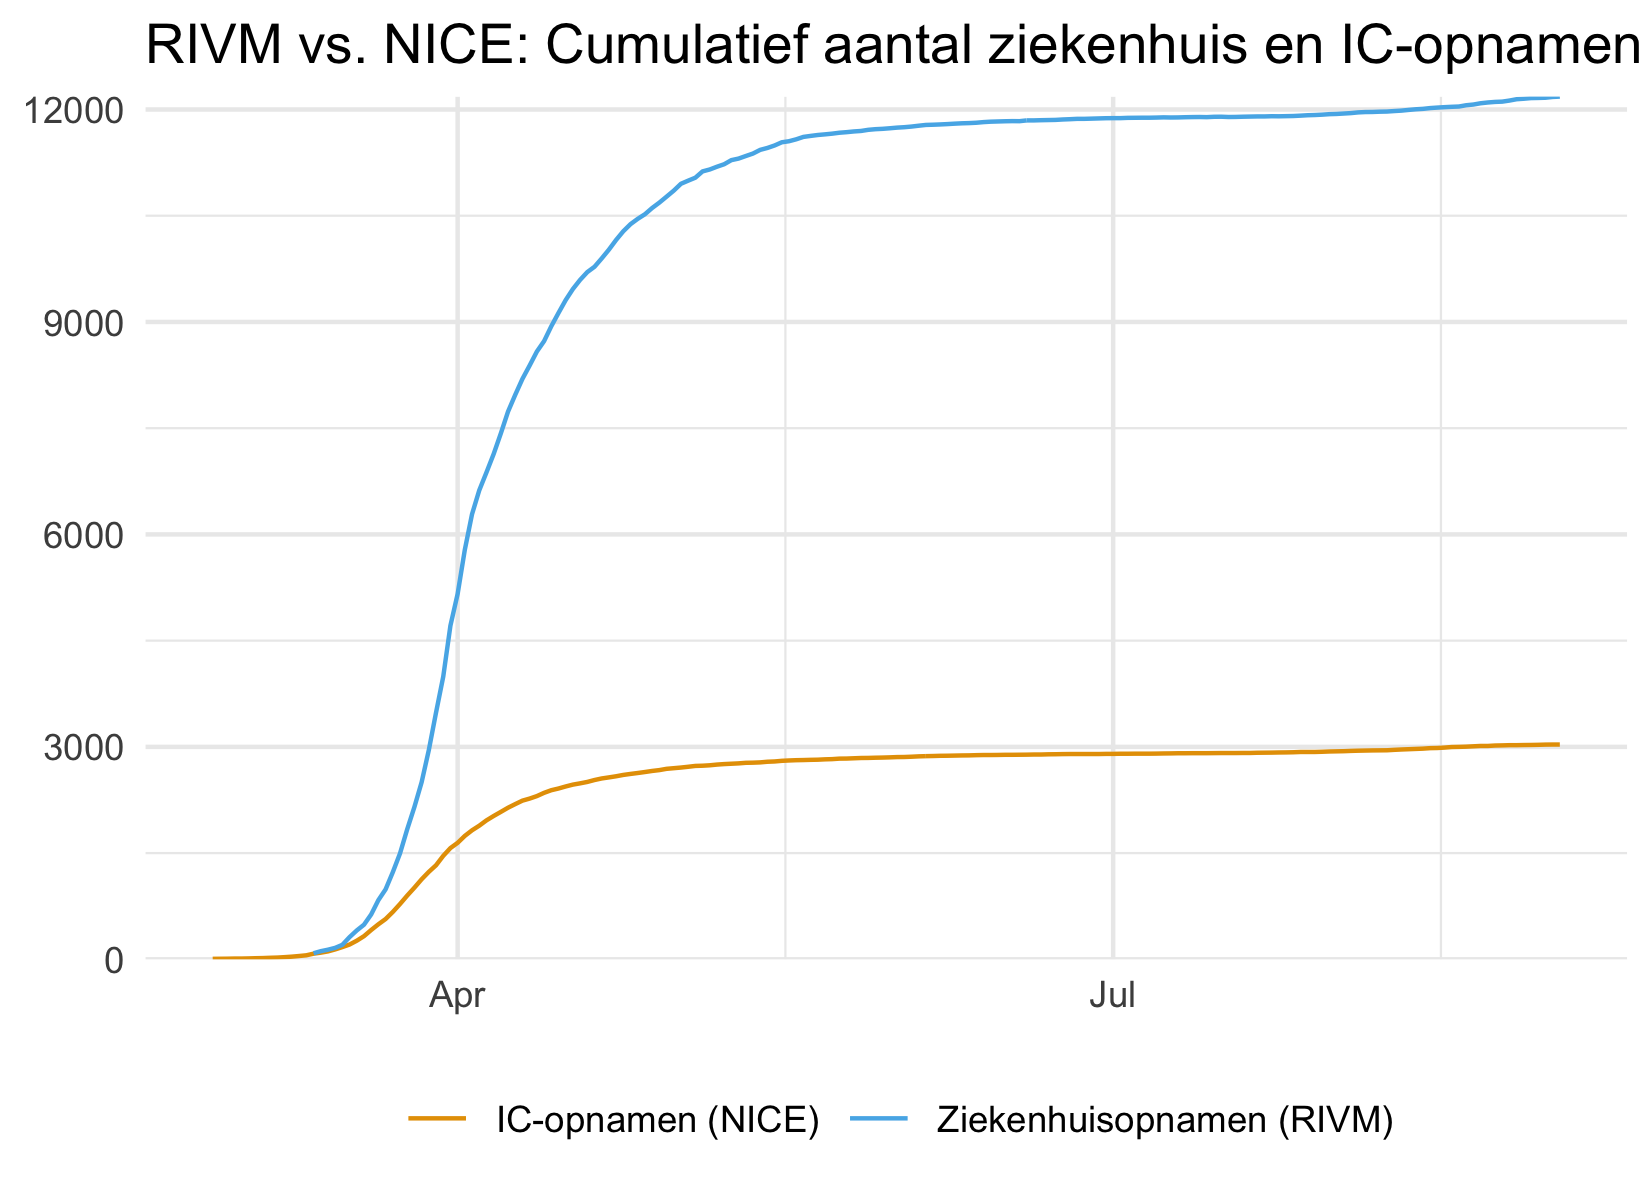 RIVM vs. NICE: Cumulatief aantal ziekenhuis en IC-opnamen
12000
9000
6000
3000
0
Apr
Jul
IC-opnamen (NICE)
Ziekenhuisopnamen (RIVM)